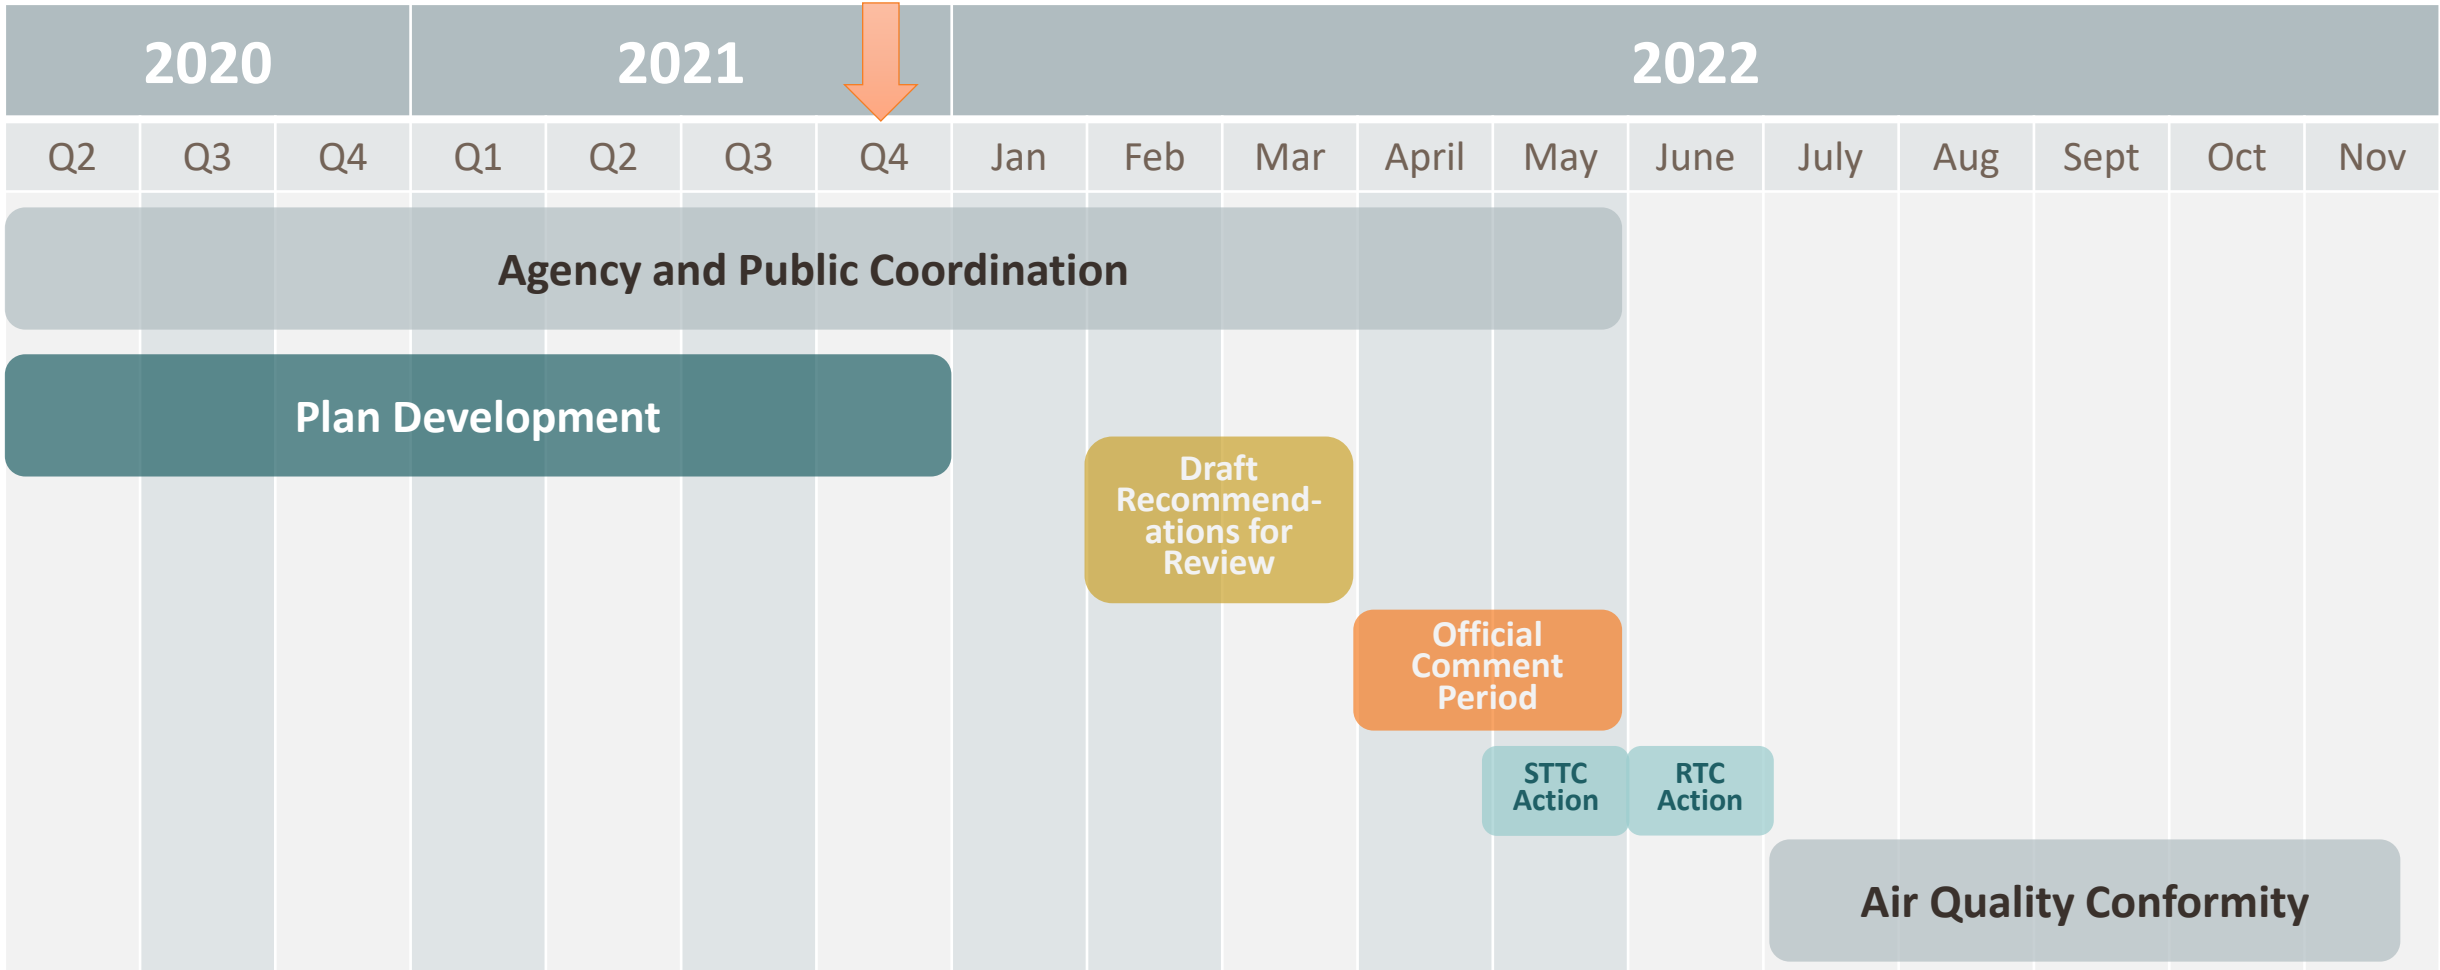 2020 2021 2022
Q2 Q3 Q4 Q1 Q2 Q3 Q4 Jan Feb Mar April May June July Aug Sept Oct Nov
Agency and Public Coordination
Plan Development
Draft
Recommend-
ations for
Review
Official
Comment
Period
STTC
Action
RTC
Action
Air Quality Conformity